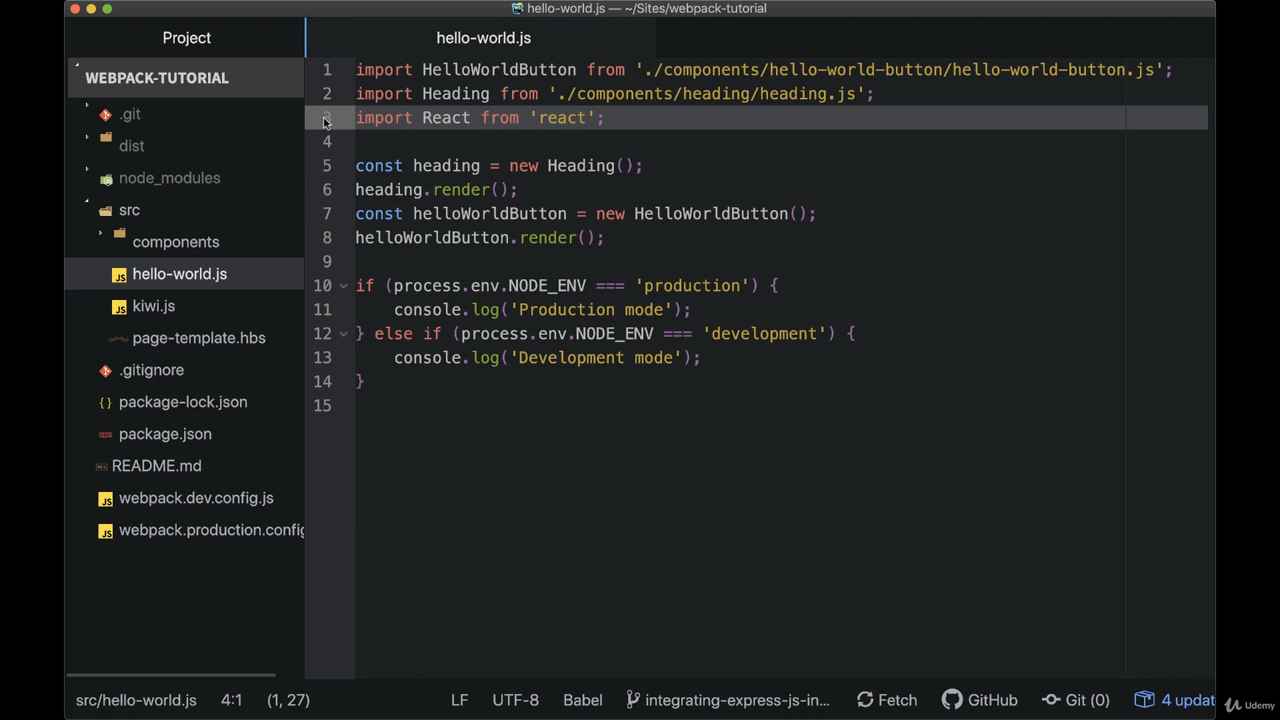 hello-world.js — ~/Sites/webpack-tutorial
Project
hello-world.js
WEBPACK-TUTORIAL
.git
dist
node_modules
src
components
hello-world.js
kiwi.js
page-template.hbs
.gitignore
package-lock.json
package.json
README.md
webpack.dev.config.js
webpack.production.config
1 import HelloWorldButton from './components/hello-world-button/hello-world-button.js';
2 import Heading from './components/heading/heading.js';
3 import React from 'react';
4
5 const heading = new Heading();
6 heading.render();
7 const helloWorldButton = new HelloWorldButton();
8 helloWorldButton.render();
9
10 if (process.env.NODE_ENV === 'production') {
11 console.log('Production mode');
12 } else if (process.env.NODE_ENV === 'development') {
13 console.log('Development mode');
14 }
15
src/hello-world.js 4:1 (1, 27) LF UTF-8 Babel integrating-express-js-in... Fetch GitHub Git (0) 4 updat
Udemy